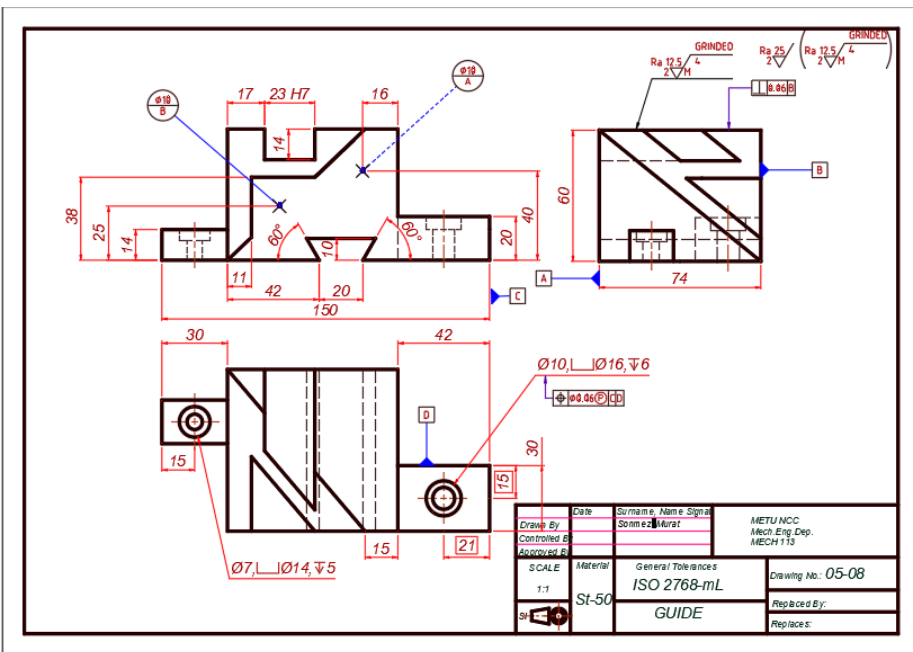 GRINDED
Ra 12.5
2 M 4
Ra 25
2
GRINDED
Ra 12.5
2 M 4
17 23 H7 16
Ø10
B
Ø10
A
14
0.06 B
38
25
14
60°
10
60°
40
20
60
B
A
C
11
42 20
150
74
30 42
Ø10,⌴Ø16,↧6
Ø0.06 Ⓟ C D
D
15
30
15
15
21
Ø7,⌴Ø14,↧5
Date
Surname, Name Signat
Drawn By
Sonmez Murat
METU NCC
Mech.Eng.Dep.
MECH 113
Controlled By
Approved By
SCALE
Material
General Tolerances
Drawing No.: 05-08
1:1
St-50
ISO 2768-mL
GUIDE
Replaced By:
Replaces: